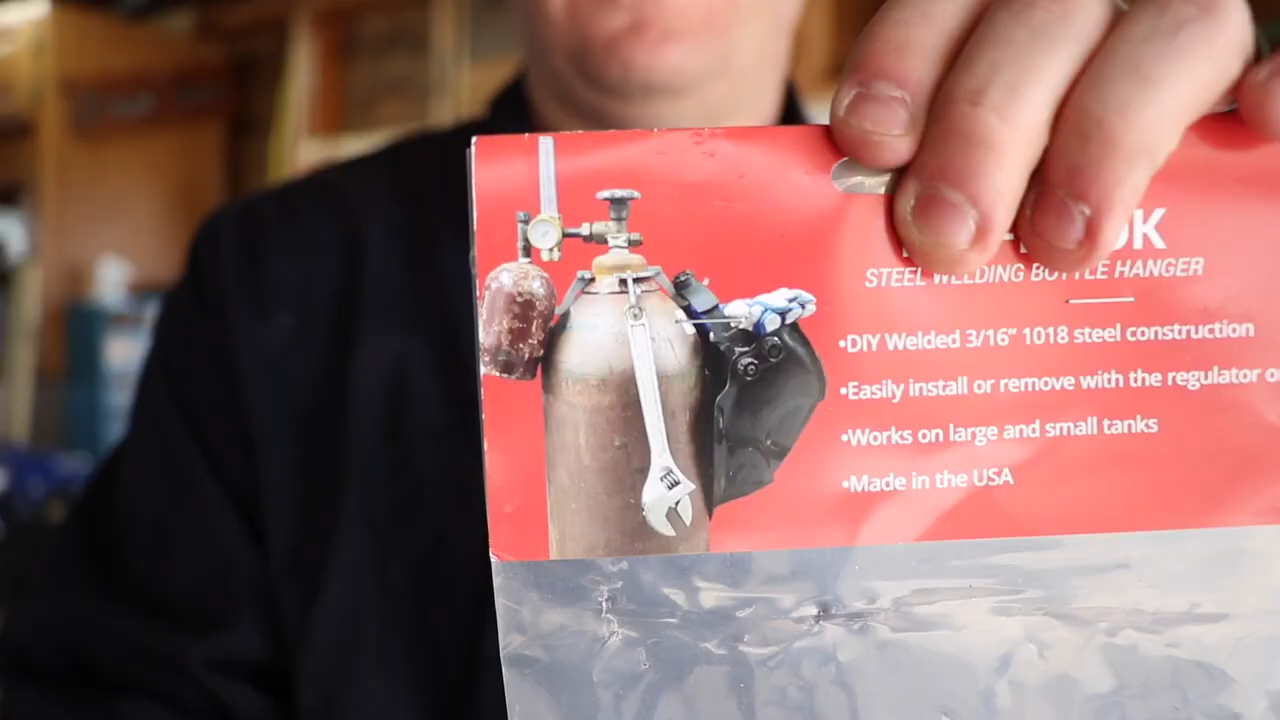 STEEL WELDING BOTTLE HANGER
•DIY Welded 3/16” 1018 steel construction
•Easily install or remove with the regulator
•Works on large and small tanks
•Made in the USA